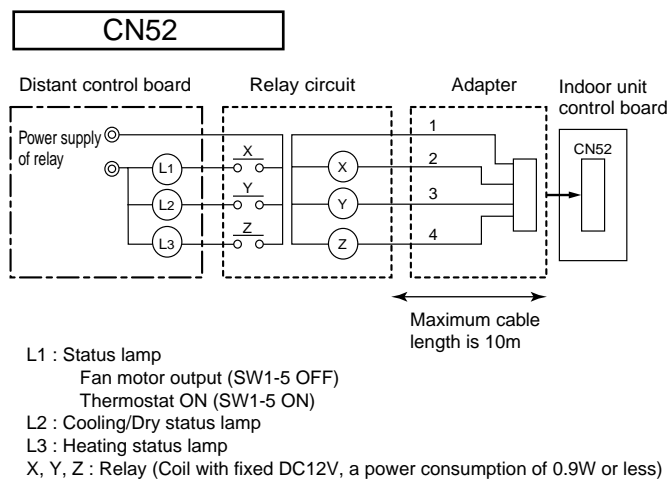 CN52
Distant control board
Relay circuit
Adapter
Indoor unit
control board
Power supply
of relay
L1
L2
L3
X
Y
Z
X
Y
Z
1
2
3
4
CN52
Maximum cable
length is 10m
L1 : Status lamp
Fan motor output (SW1-5 OFF)
Thermostat ON (SW1-5 ON)
L2 : Cooling/Dry status lamp
L3 : Heating status lamp
X, Y, Z : Relay (Coil with fixed DC12V, a power consumption of 0.9W or less)